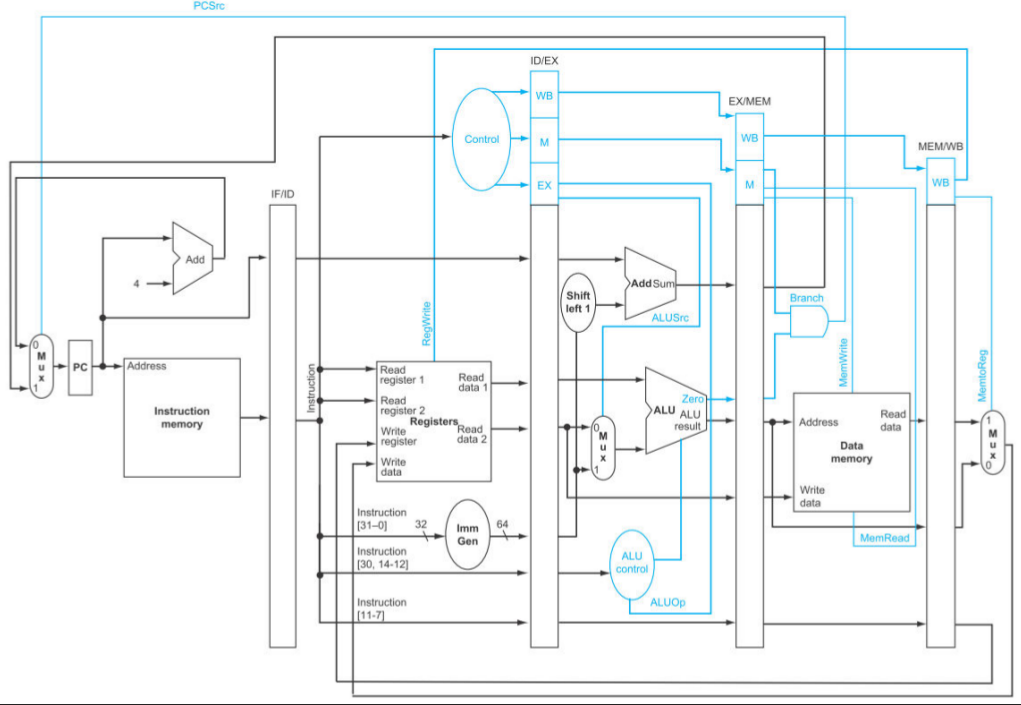 PCSrc
ID/EX
WB
EX/MEM
Control
M
WB
MEM/WB
EX
M
WB
IF/ID
Add
4
Shift
left 1
AddSum
ALUSrc
Branch
RegWrite
MemWrite
MemtoReg
0
M
u
x
1
PC
Address
Instruction
memory
Instruction
Read
register 1
Read
register 2
Registers
Write
register
Write
data
Read
data 1
Read
data 2
0
M
u
x
1
Zero
ALU
ALU
result
Address
Read
data
Data
memory
Write
data
1
M
u
x
0
MemRead
Instruction
[31–0]
32
Imm
Gen
64
Instruction
[30, 14-12]
ALU
control
ALUOp
Instruction
[11-7]